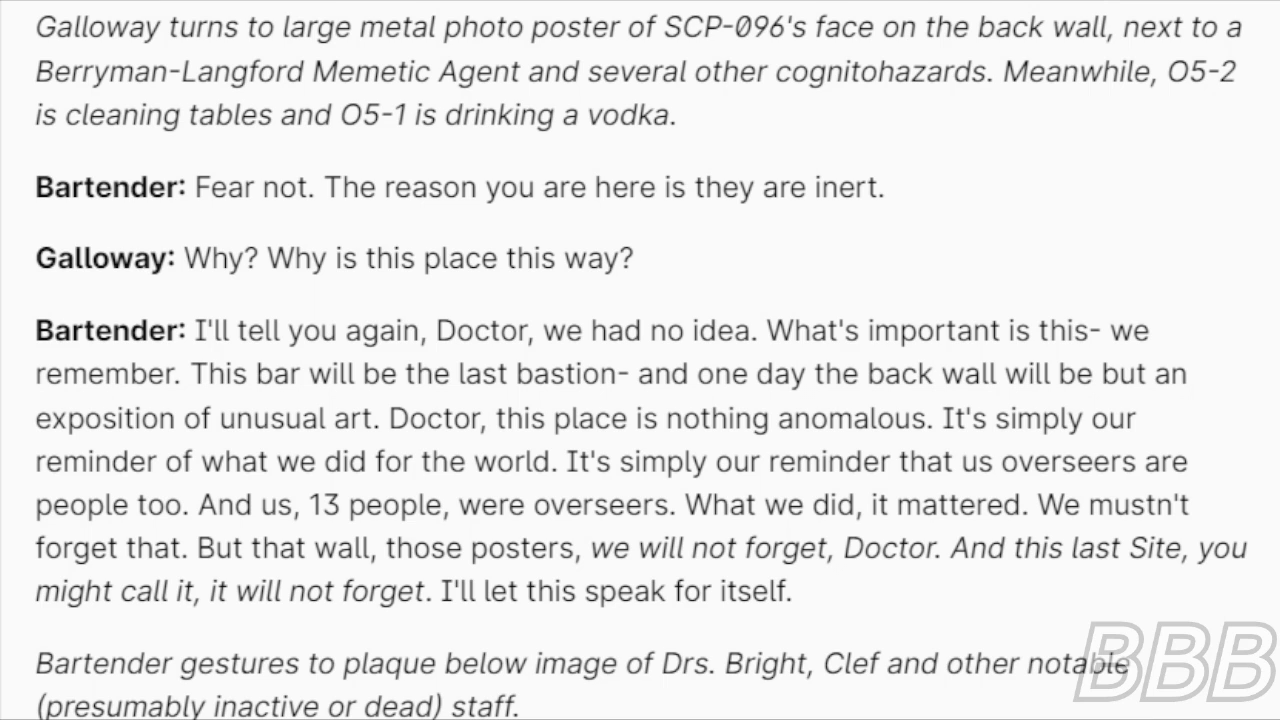 Galloway turns to large metal photo poster of SCP-096's face on the back wall, next to a
Berryman-Langford Memetic Agent and several other cognitohazards. Meanwhile, O5-2
is cleaning tables and O5-1 is drinking a vodka.
Bartender: Fear not. The reason you are here is they are inert.
Galloway: Why? Why is this place this way?
Bartender: I'll tell you again, Doctor, we had no idea. What's important is this- we
remember. This bar will be the last bastion- and one day the back wall will be but an
exposition of unusual art. Doctor, this place is nothing anomalous. It's simply our
reminder of what we did for the world. It's simply our reminder that us overseers are
people too. And us, 13 people, were overseers. What we did, it mattered. We mustn't
forget that. But that wall, those posters, we will not forget, Doctor. And this last Site, you
might call it, it will not forget. I'll let this speak for itself.
Bartender gestures to plaque below image of Drs. Bright, Clef and other notable
(presumably inactive or dead) staff.
BBB